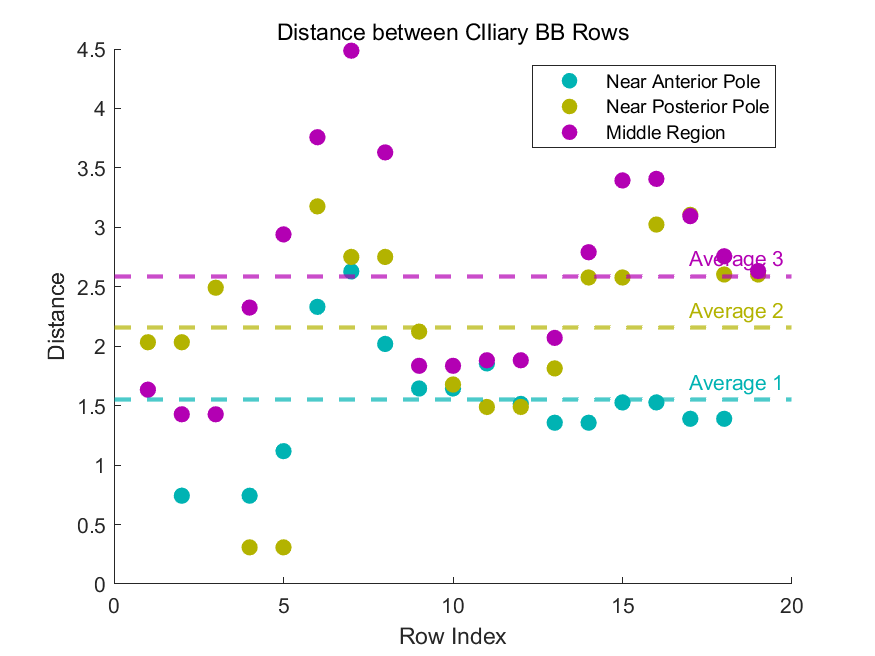 Distance between CIliary BB Rows
4.5
4
3.5
3
2.5
2
1.5
1
0.5
0
Distance
Near Anterior Pole
Near Posterior Pole
Middle Region
Average 3
Average 2
Average 1
0
5
10
15
20
Row Index